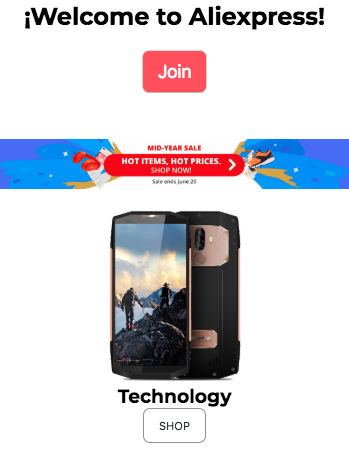 ¡Welcome to Aliexpress!
Join
MID-YEAR SALE
HOT ITEMS, HOT PRICES.
SHOP NOW!
Sale ends June 20
Technology
SHOP